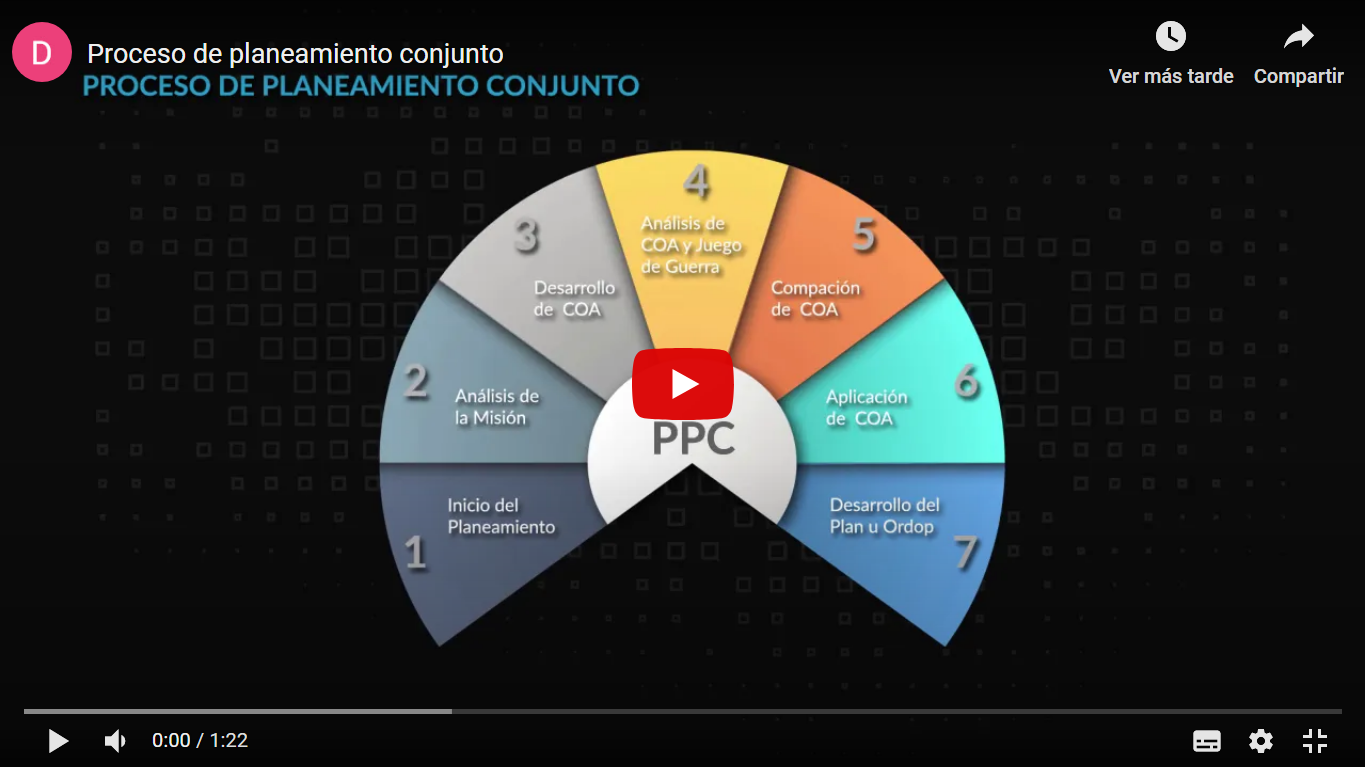 D
Proceso de planeamiento conjunto
Ver más tarde
Compartir
PROCESO DE PLANEAMIENTO CONJUNTO
1
Inicio del
Planeamiento
2
Análisis de
la Misión
3
Desarrollo
de COA
4
Análisis de
COA y Juego
de Guerra
5
Compación
de COA
6
Aplicación
de COA
7
Desarrollo del
Plan u Ordop
PPC
0:00 / 1:22